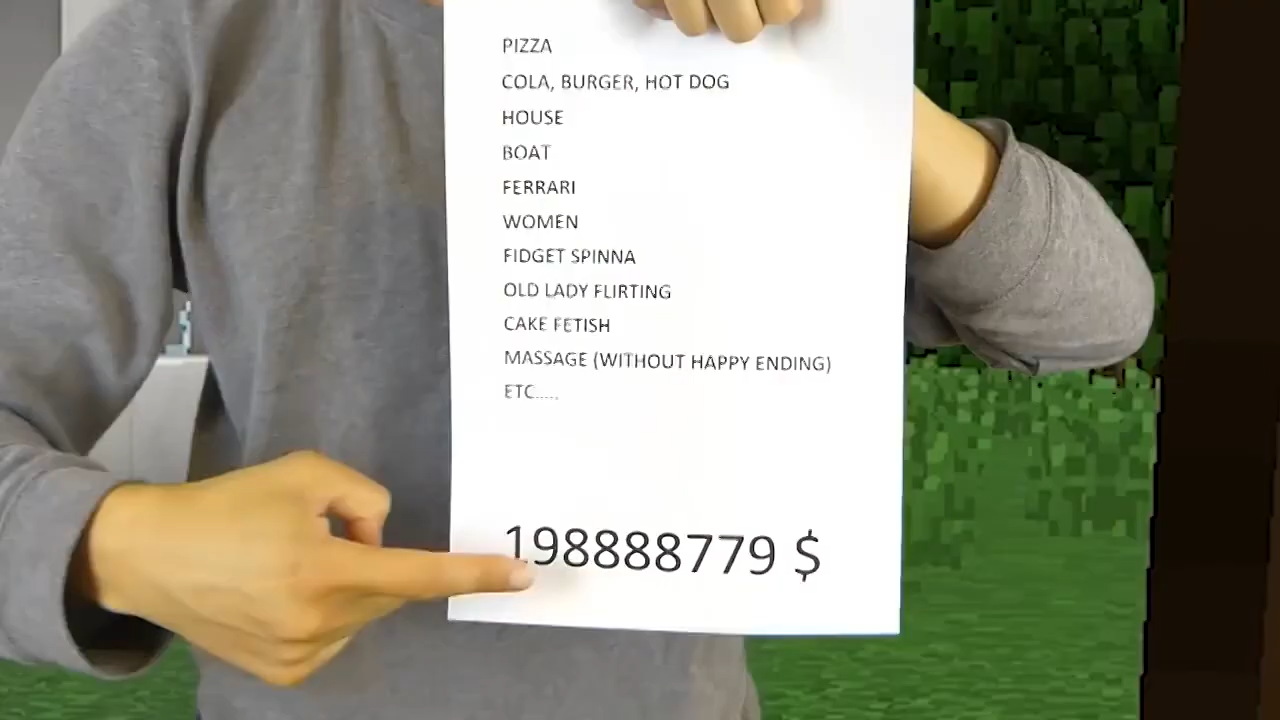 PIZZA
COLA, BURGER, HOT DOG
HOUSE
BOAT
FERRARI
WOMEN
FIDGET SPINNA
OLD LADY FLIRTING
CAKE FETISH
MASSAGE (WITHOUT HAPPY ENDING)
ETC.....
198888779 $